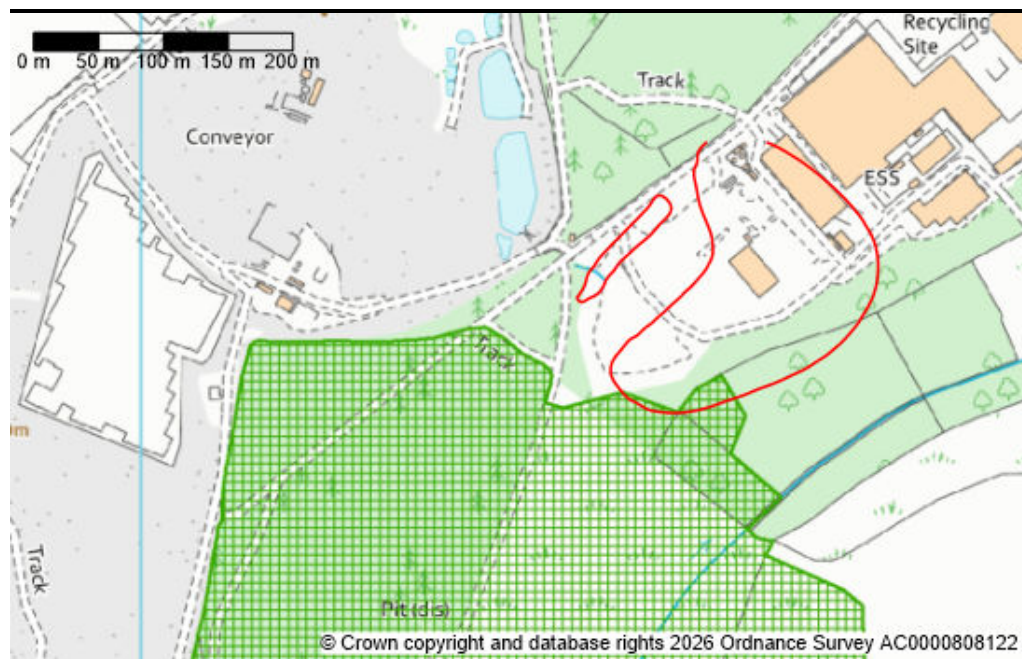 Recycling
Site
0 m 50 m 100 m 150 m 200 m
Track
Conveyor
ESS
Track
Track
Pit (dis)
© Crown copyright and database rights 2026 Ordnance Survey AC0000808122